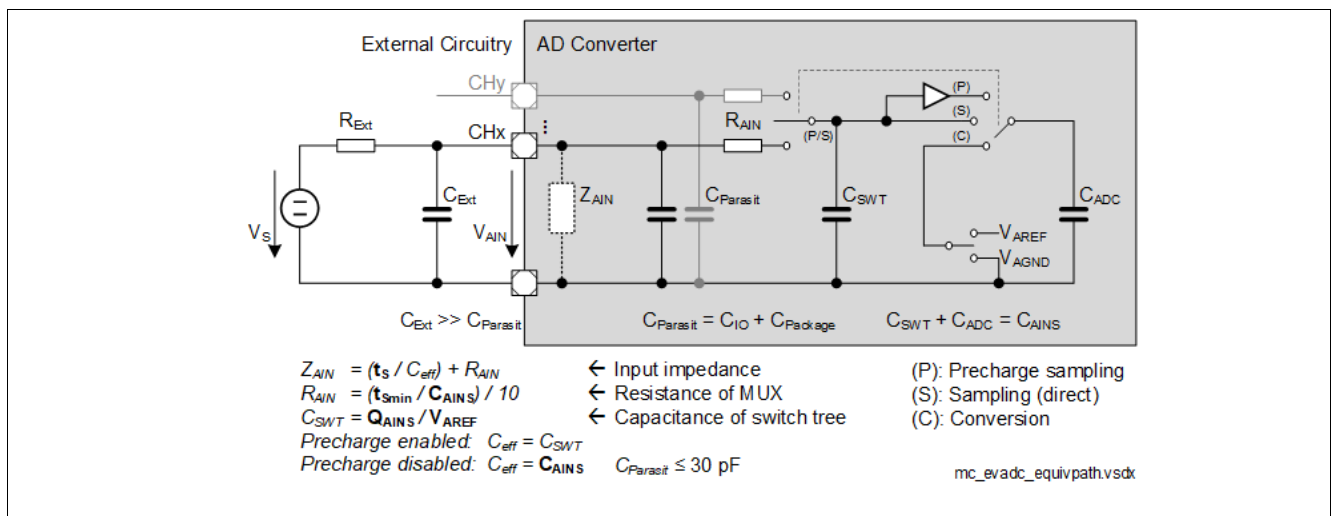 External Circuitry
AD Converter
CHy
(P)
RExt
CHx
⋮
RAIN
(S)
(P/S)
(C)
CExt
ZAIN
CParasit
CSWT
CADC
VS
VAIN
VAREF
VAGND
CExt >> CParasit
CParasit = CIO + CPackage
CSWT + CADC = CAINS
ZAIN = (tS / Ceff) + RAIN
← Input impedance
(P): Precharge sampling
RAIN = (tSmin / CAINS) / 10
← Resistance of MUX
(S): Sampling (direct)
CSWT = QAINS / VAREF
← Capacitance of switch tree
(C): Conversion
Precharge enabled: Ceff = CSWT
Precharge disabled: Ceff = CAINS
CParasit ≤ 30 pF
mc_evadc_equivpath.vsdx